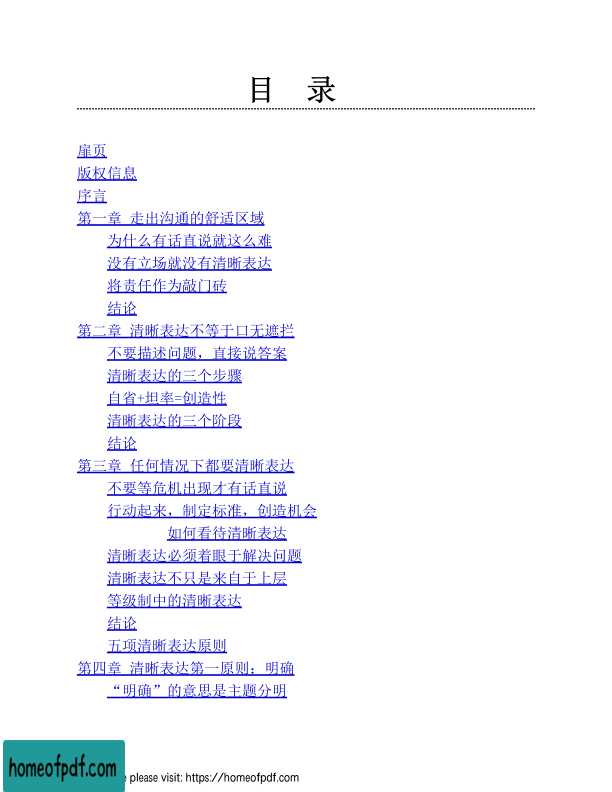 目 录
扉页
版权信息
序言
第一章 走出沟通的舒适区域
为什么有话直说就这么难
没有立场就没有清晰表达
将责任作为敲门砖
结论
第二章 清晰表达不等于口无遮拦
不要描述问题，直接说答案
清晰表达的三个步骤
自省+坦率=创造性
清晰表达的三个阶段
结论
第三章 任何情况下都要清晰表达
不要等危机出现才有话直说
行动起来，制定标准，创造机会
如何看待清晰表达
清晰表达必须着眼于解决问题
清晰表达不只是来自于上层
等级制中的清晰表达
结论
五项清晰表达原则
第四章 清晰表达第一原则：明确
“明确”的意思是主题分明
homeofpdf.com
please visit: https://homeofpdf.com